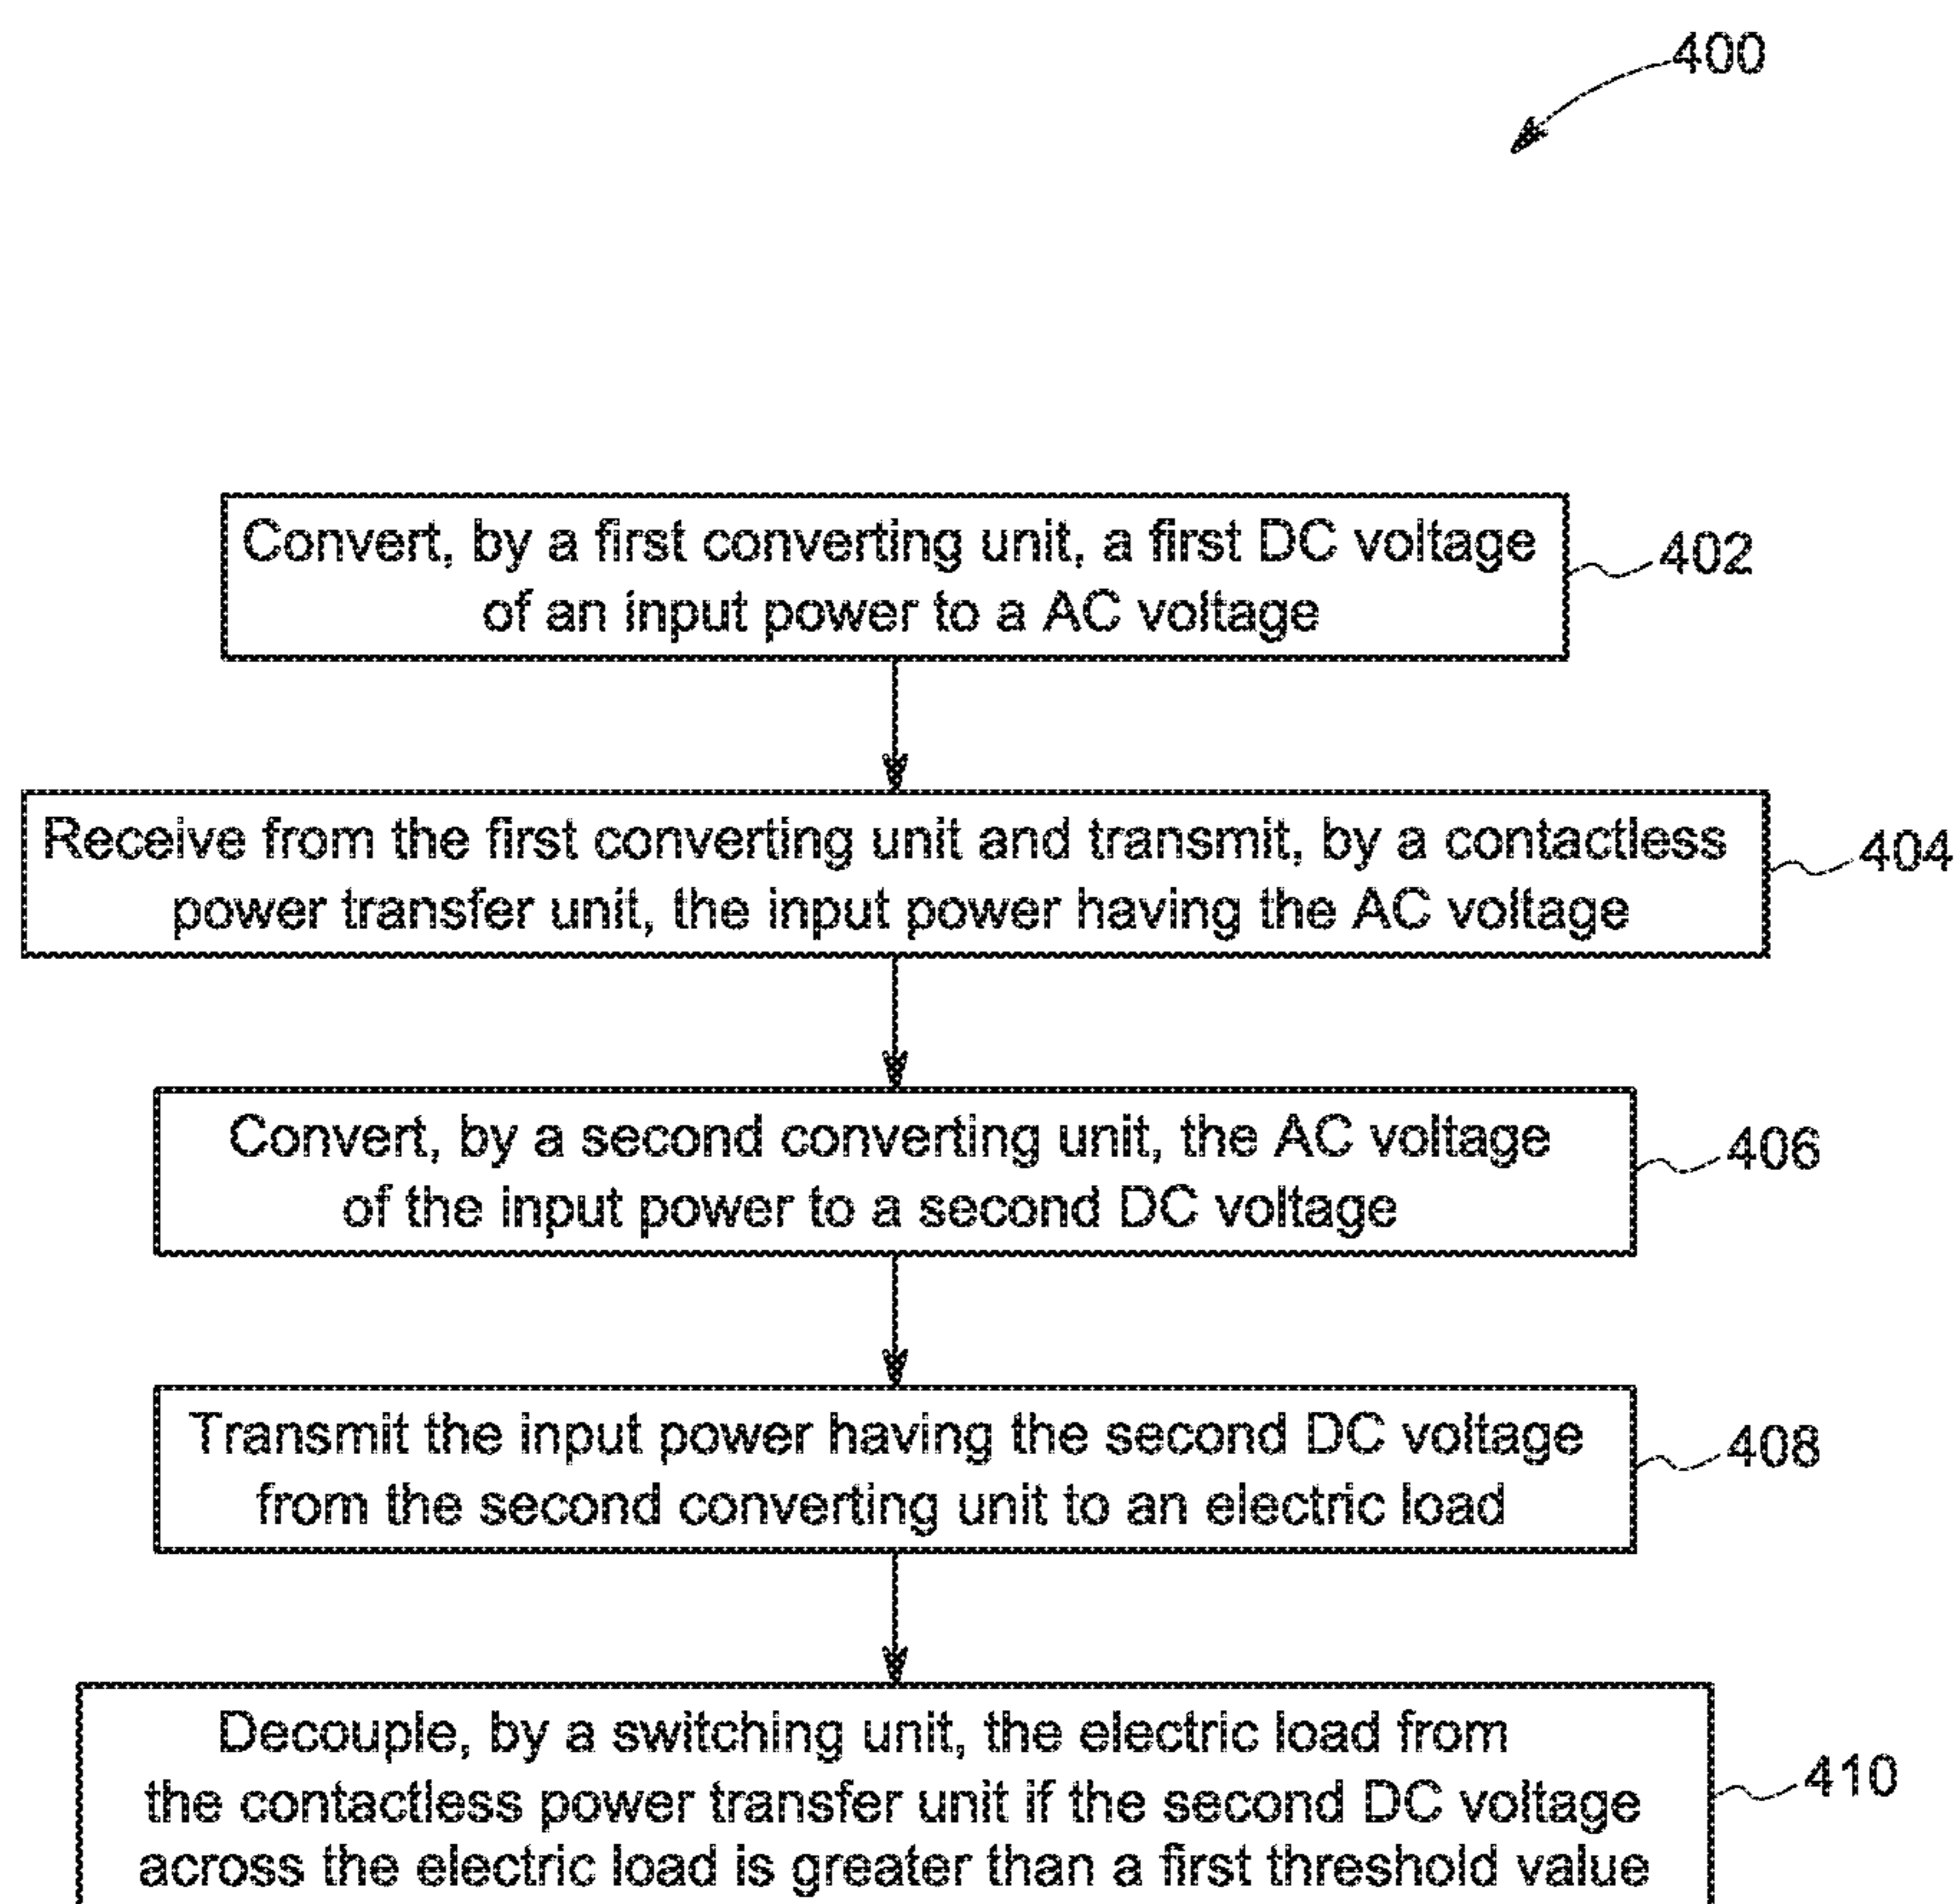 400
Convert, by a first converting unit, a first DC voltage
of an input power to a AC voltage
402
Receive from the first converting unit and transmit, by a contactless
power transfer unit, the input power having the AC voltage
404
Convert, by a second converting unit, the AC voltage
of the input power to a second DC voltage
406
Transmit the input power having the second DC voltage
from the second converting unit to an electric load
408
Decouple, by a switching unit, the electric load from
the contactless power transfer unit if the second DC voltage
across the electric load is greater than a first threshold value
410